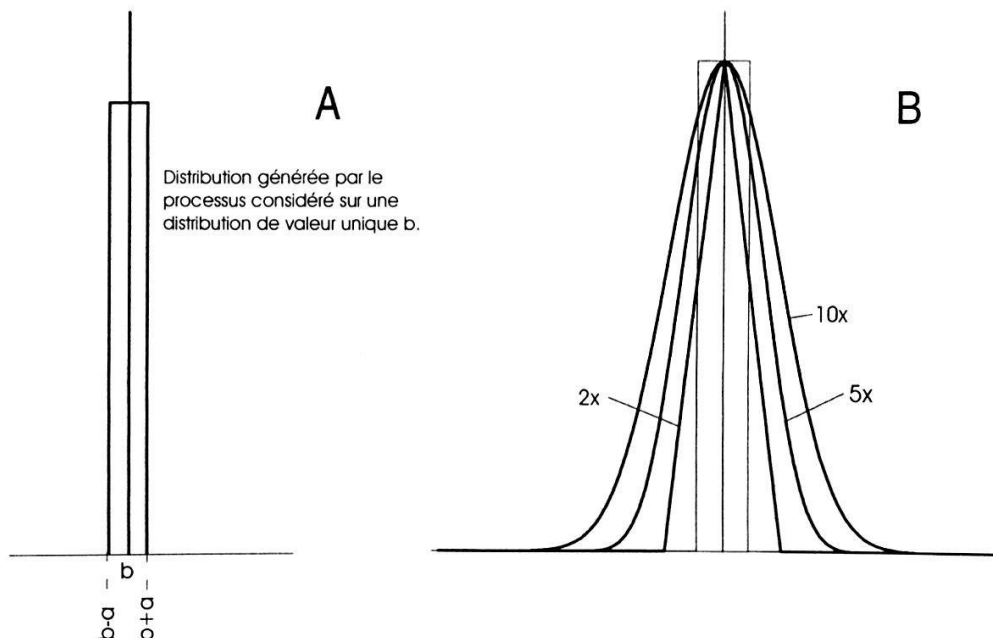 A
B
Distribution générée par le
processus considéré sur une
distribution de valeur unique b.
10x
2x
5x
b
b-a
b+a